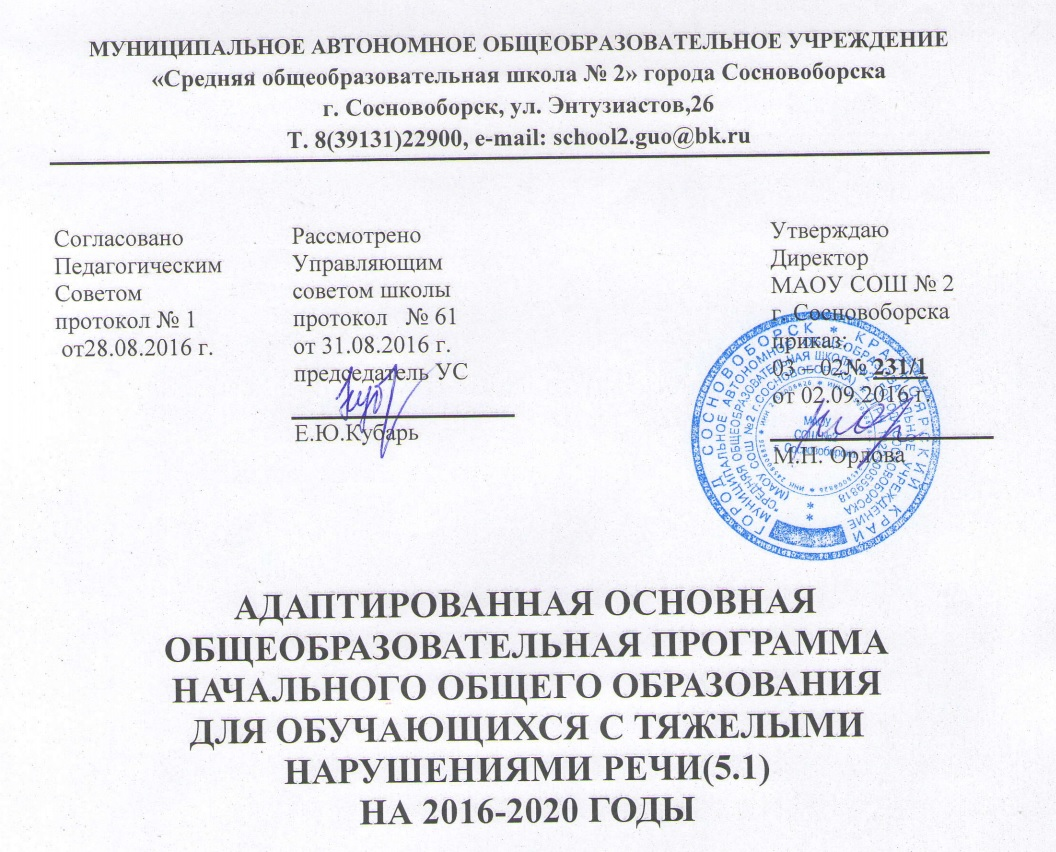 МУНИЦИПАЛЬНОЕ АВТОНОМНОЕ ОБЩЕОБРАЗОВАТЕЛЬНОЕ УЧРЕЖДЕНИЕ
«Средняя общеобразовательная школа № 2» города Сосновоборска
г. Сосновоборск, ул. Энтузиастов,26
Т. 8(39131)22900, e-mail: school2.guo@bk.ru
Согласовано
Педагогическим
Советом
протокол № 1
от28.08.2016 г.
Рассмотрено
Управляющим
советом школы
протокол № 61
от 31.08.2016 г.
председатель УС
Е.Ю.Кубарь
Утверждаю
Директор
МАОУ СОШ № 2
г. Сосновоборска
приказ:
03 – 02№ 231/1
от 02.09.2016 г.
М.П. Орлова
ГОРОД СОСНОВОБОРСК * КРАСНОЯРСКИЙ КРАЙ
АДАПТИРОВАННАЯ ОСНОВНАЯ
ОБЩЕОБРАЗОВАТЕЛЬНАЯ ПРОГРАММА
НАЧАЛЬНОГО ОБЩЕГО ОБРАЗОВАНИЯ
ДЛЯ ОБУЧАЮЩИХСЯ С ТЯЖЕЛЫМИ
НАРУШЕНИЯМИ РЕЧИ(5.1)
НА 2016-2020 ГОДЫ